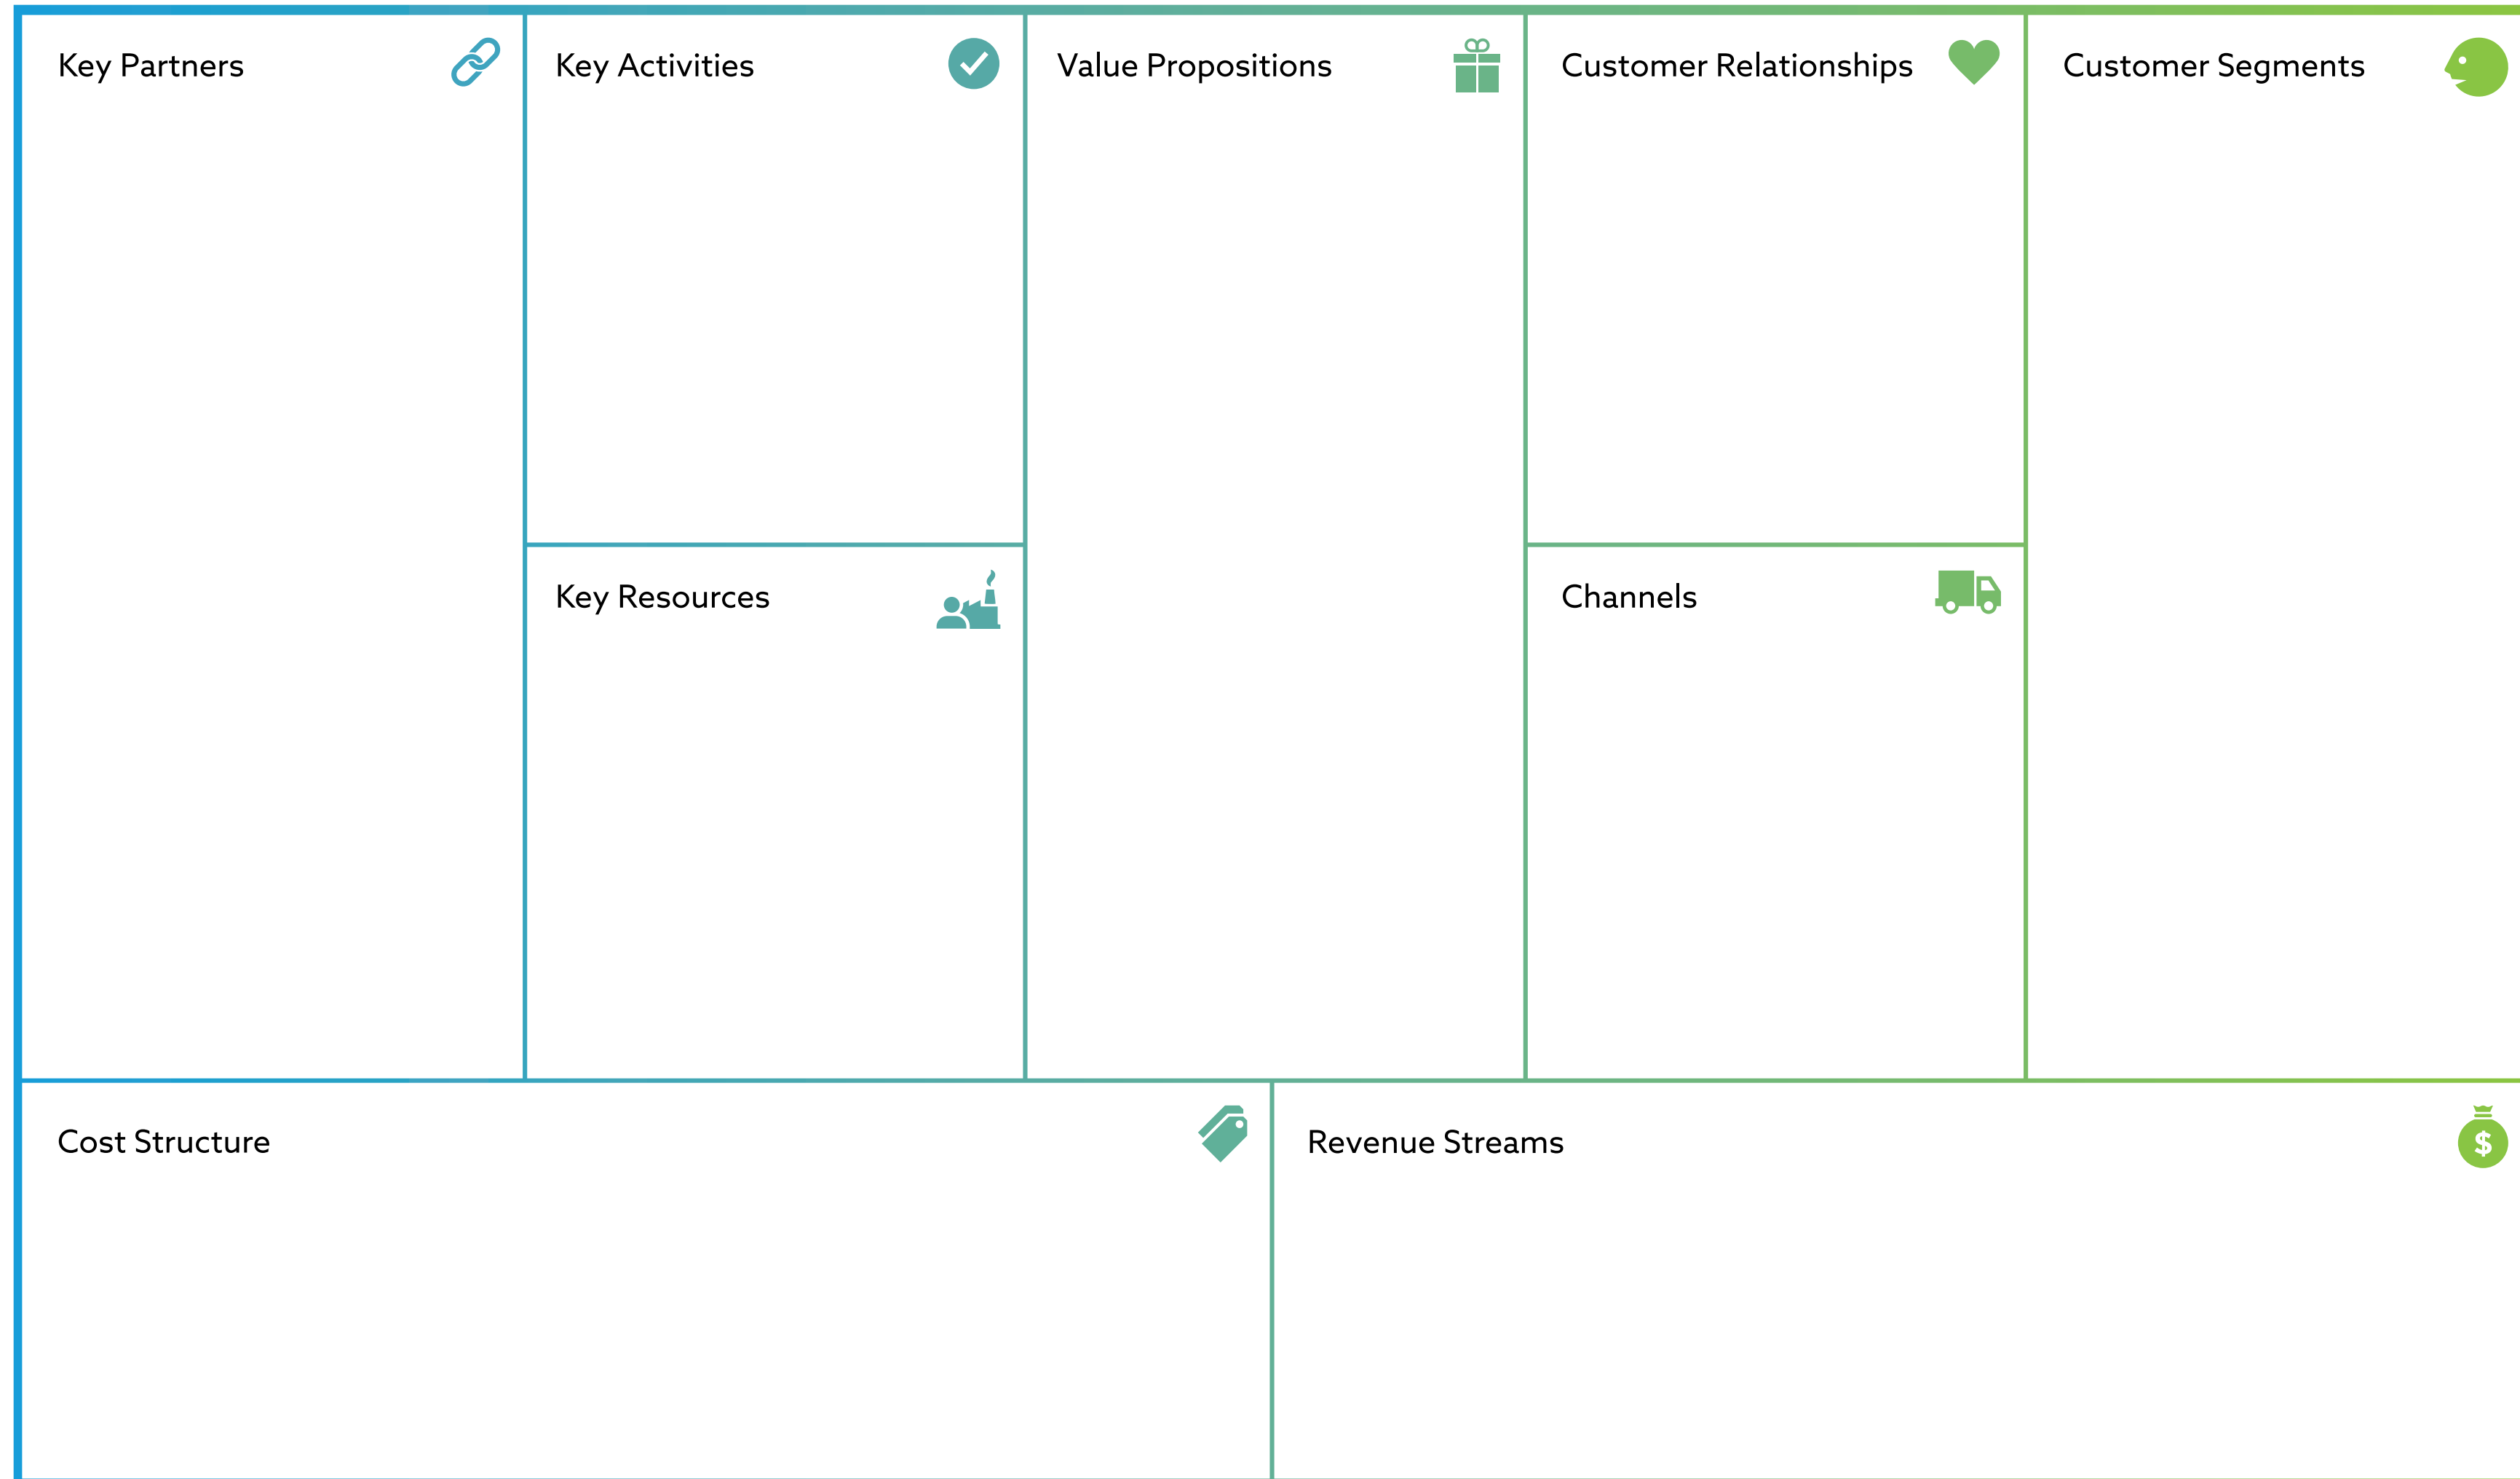 Key Partners
Key Activities
Value Propositions
Customer Relationships
Customer Segments
Key Resources
Channels
Cost Structure
Revenue Streams
$